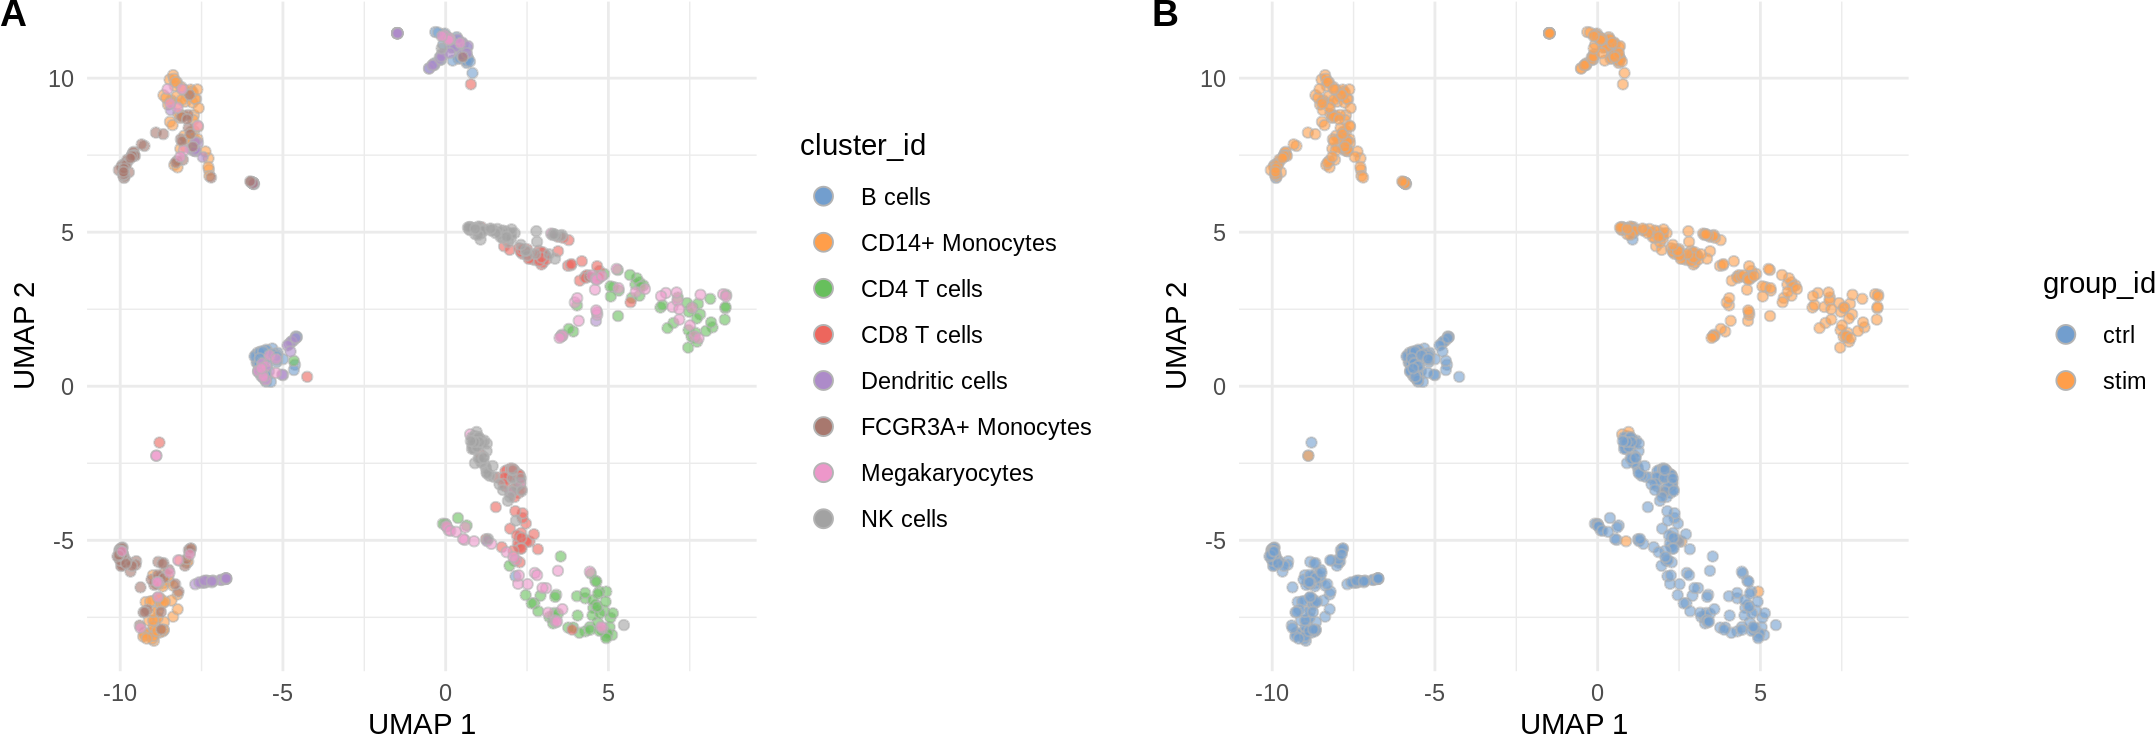 A
10
5
0
-5
UMAP 2
-10
-5
0
5
UMAP 1
cluster_id
B cells
CD14+ Monocytes
CD4 T cells
CD8 T cells
Dendritic cells
FCGR3A+ Monocytes
Megakaryocytes
NK cells
B
10
5
0
-5
UMAP 2
-10
-5
0
5
UMAP 1
group_id
ctrl
stim